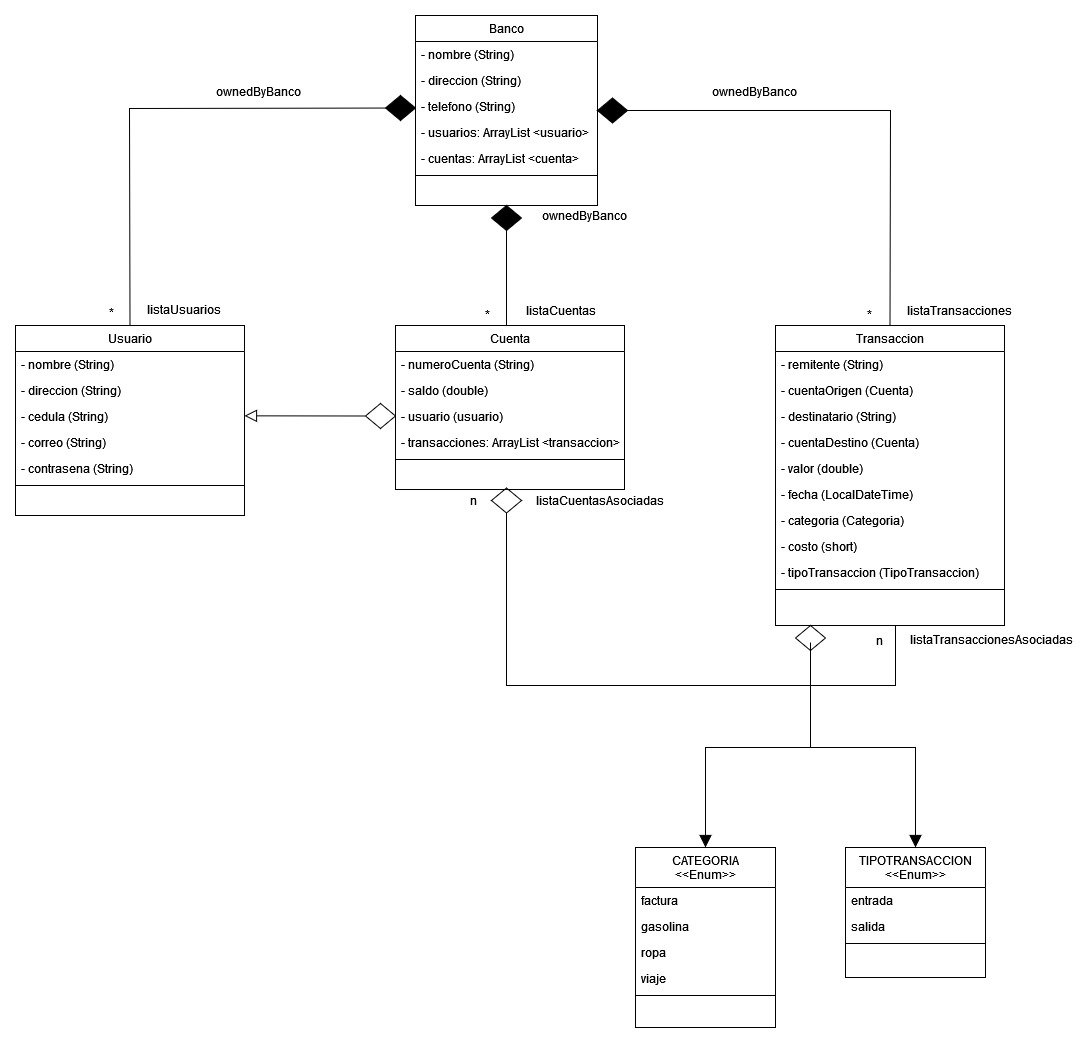 Banco
- nombre (String)
- direccion (String)
- telefono (String)
- usuarios: ArrayList <usuario>
- cuentas: ArrayList <cuenta>
ownedByBanco
ownedByBanco
ownedByBanco
* listaUsuarios
* listaCuentas
* listaTransacciones
Usuario
- nombre (String)
- direccion (String)
- cedula (String)
- correo (String)
- contrasena (String)
Cuenta
- numeroCuenta (String)
- saldo (double)
- usuario (usuario)
- transacciones: ArrayList <transaccion>
n listaCuentasAsociadas
Transaccion
- remitente (String)
- cuentaOrigen (Cuenta)
- destinatario (String)
- cuentaDestino (Cuenta)
- valor (double)
- fecha (LocalDateTime)
- categoria (Categoria)
- costo (short)
- tipoTransaccion (TipoTransaccion)
n listaTransaccionesAsociadas
CATEGORIA
<<Enum>>
factura
gasolina
ropa
viaje
TIPOTRANSACCION
<<Enum>>
entrada
salida